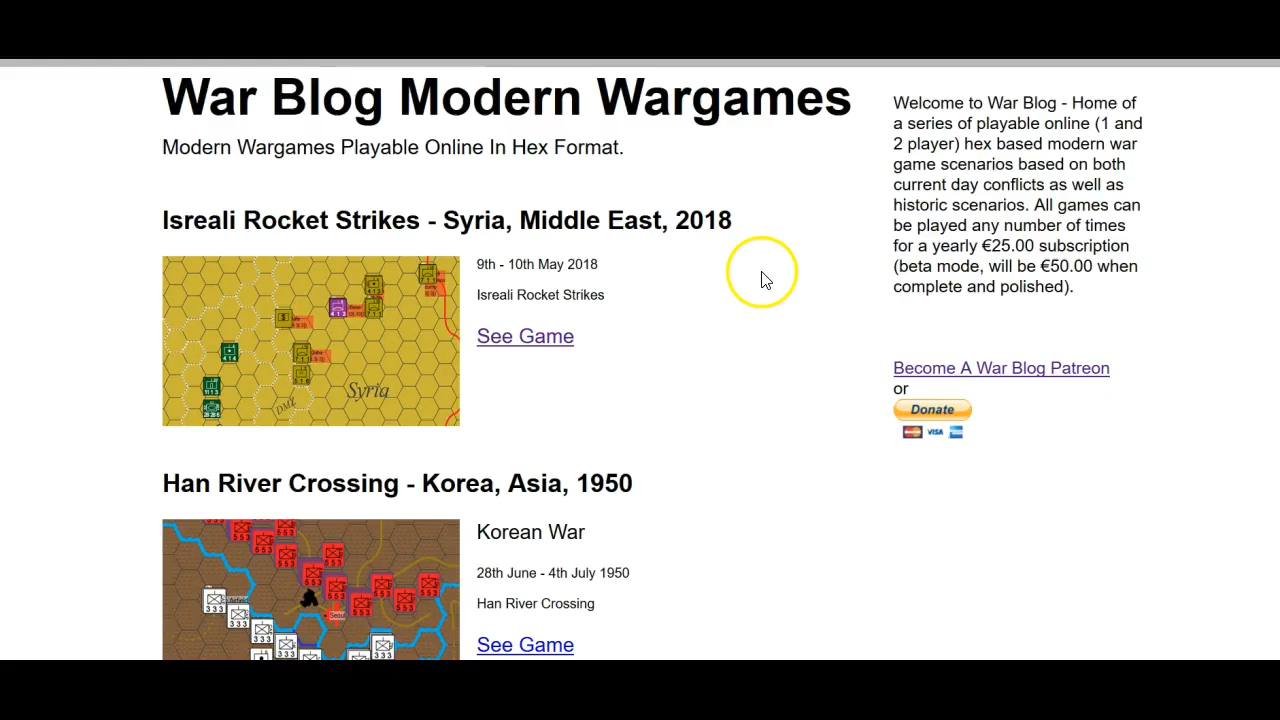 War Blog Modern Wargames
Modern Wargames Playable Online In Hex Format.
Isreali Rocket Strikes - Syria, Middle East, 2018
9th - 10th May 2018
Isreali Rocket Strikes
See Game
Syria
DMZ
Han River Crossing - Korea, Asia, 1950
Korean War
28th June - 4th July 1950
Han River Crossing
See Game
Seoul
Welcome to War Blog - Home of
a series of playable online (1 and
2 player) hex based modern war
game scenarios based on both
current day conflicts as well as
historic scenarios. All games can
be played any number of times
for a yearly €25.00 subscription
(beta mode, will be €50.00 when
complete and polished).
Become A War Blog Patreon
or
Donate
VISA